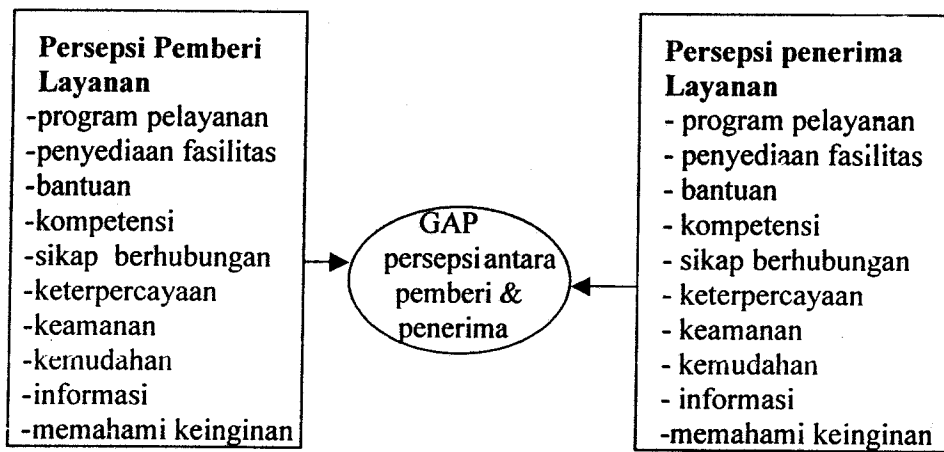 Persepsi Pemberi
Layanan
-program pelayanan
-penyediaan fasilitas
-bantuan
-kompetensi
-sikap berhubungan
-keterpercayaan
-keamanan
-kemudahan
-informasi
-memahami keinginan
GAP
persepsi antara
pemberi &
penerima
Persepsi penerima
Layanan
- program pelayanan
- penyediaan fasilitas
- bantuan
- kompetensi
- sikap berhubungan
- keterpercayaan
- keamanan
- kemudahan
- informasi
-memahami keinginan